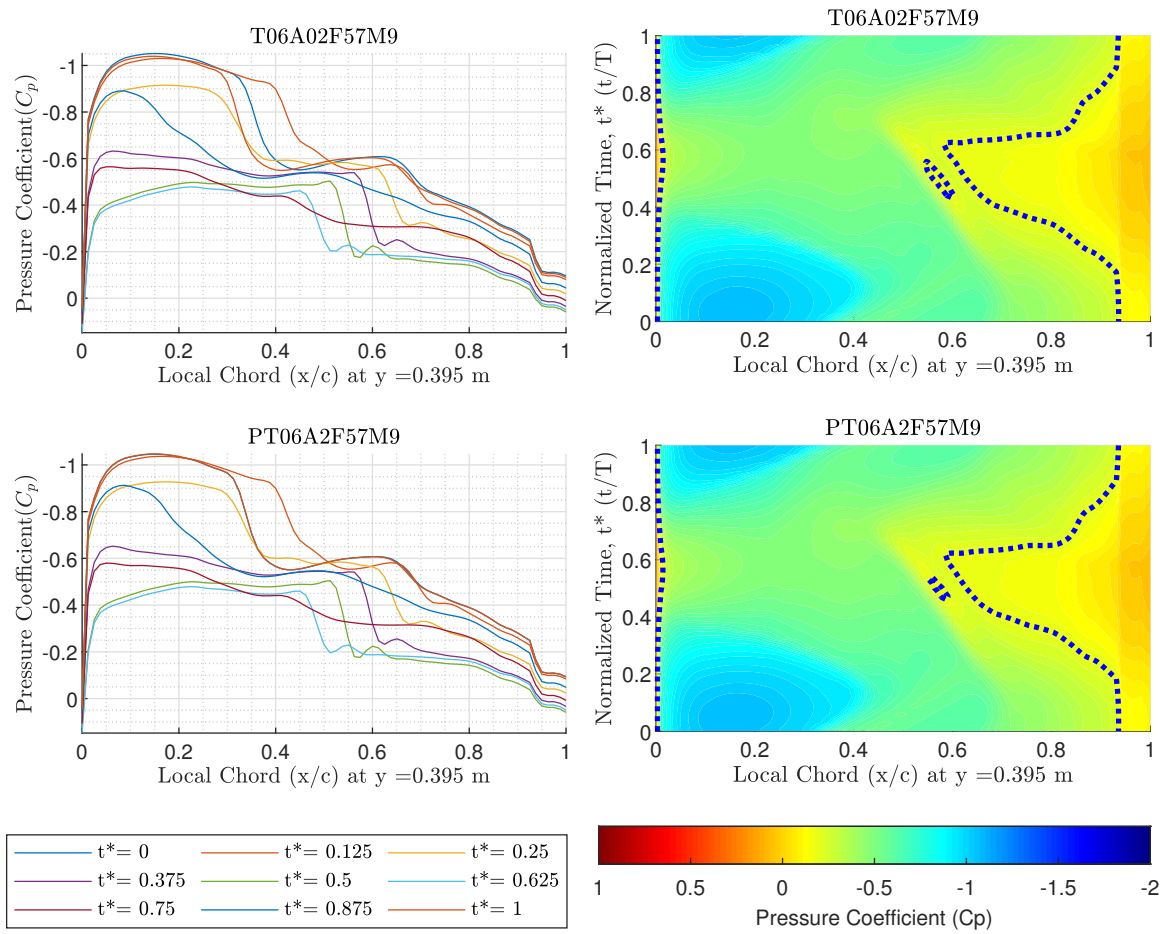 T06A02F57M9
-1
-0.8
-0.6
-0.4
-0.2
0
Pressure Coefficient(Cp)
0 0.2 0.4 0.6 0.8 1
Local Chord (x/c) at y =0.395 m
T06A02F57M9
1
0.8
0.6
0.4
0.2
0
Normalized Time, t* (t/T)
0 0.2 0.4 0.6 0.8 1
Local Chord (x/c) at y =0.395 m
PT06A2F57M9
-1
-0.8
-0.6
-0.4
-0.2
0
Pressure Coefficient(Cp)
0 0.2 0.4 0.6 0.8 1
Local Chord (x/c) at y =0.395 m
PT06A2F57M9
1
0.8
0.6
0.4
0.2
0
Normalized Time, t* (t/T)
0 0.2 0.4 0.6 0.8 1
Local Chord (x/c) at y =0.395 m
t*= 0 t*= 0.125 t*= 0.25
t*= 0.375 t*= 0.5 t*= 0.625
t*= 0.75 t*= 0.875 t*= 1
1 0.5 0 -0.5 -1 -1.5 -2
Pressure Coefficient (Cp)